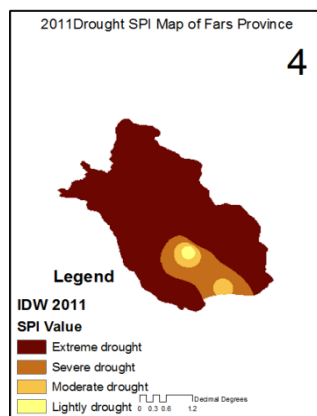 2011Drought SPI Map of Fars Province
4
Legend
IDW 2011
SPI Value
Extreme drought
Severe drought
Moderate drought
Lightly drought
Decimal Degrees
0 0.3 0.6 1.2